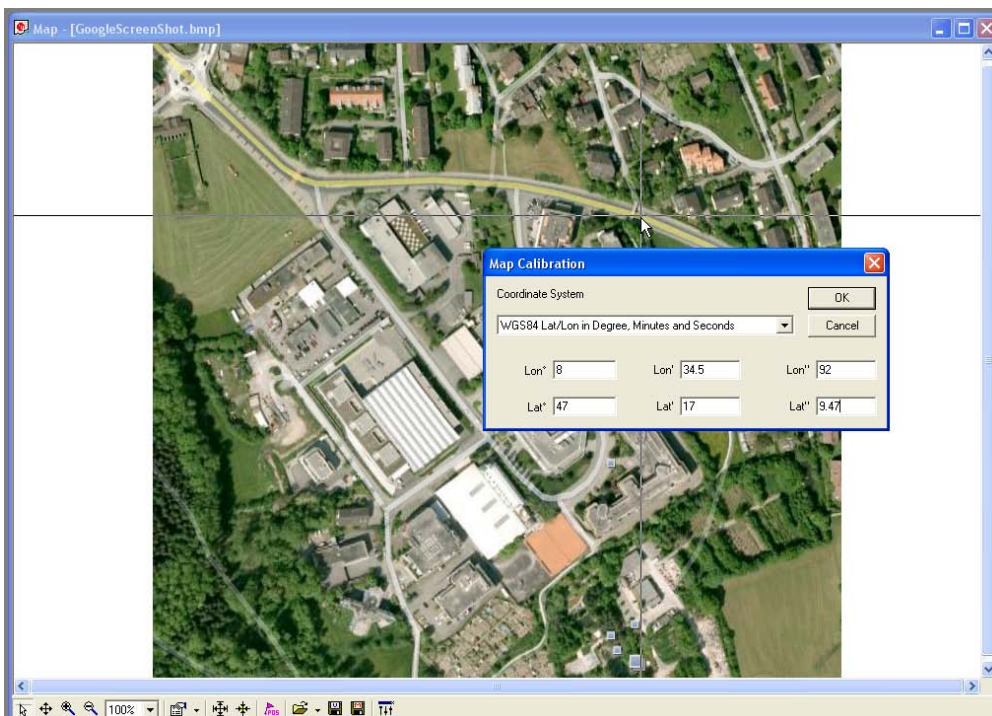 Map - [GoogleScreenShot.bmp]
Map Calibration
Coordinate System
OK
WGS84 Lat/Lon in Degree, Minutes and Seconds
Cancel
Lon° 8 Lon' 34.5 Lon'' 92
Lat° 47 Lat' 17 Lat'' 9.47
100%
POS